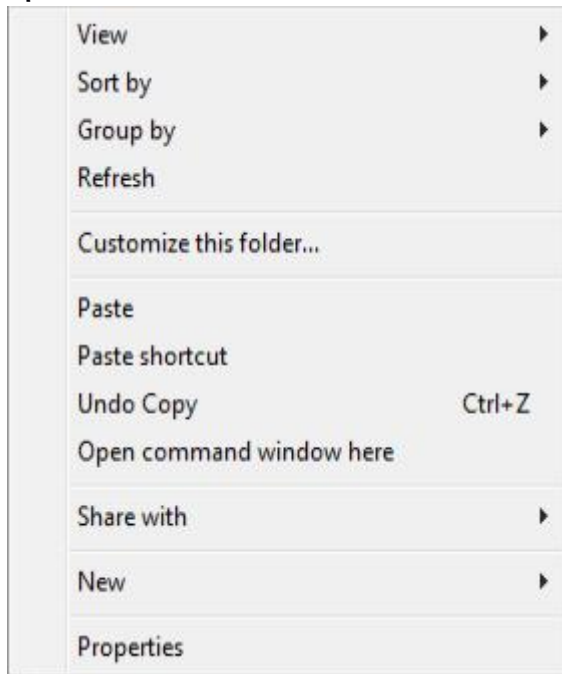 View
Sort by
Group by
Refresh
Customize this folder...
Paste
Paste shortcut
Undo Copy Ctrl+Z
Open command window here
Share with
New
Properties